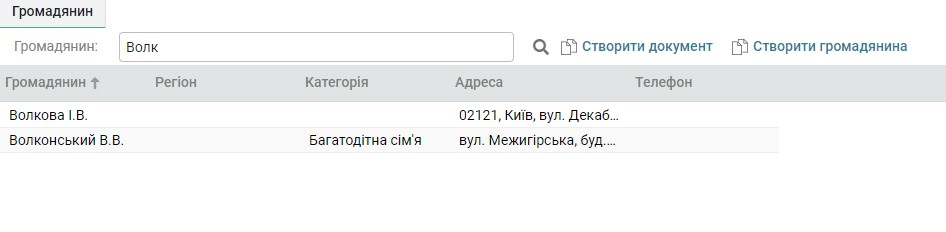 Громадянин
Громадянин: Волк Створити документ Створити громадянина
Громадянин Регіон Категорія Адреса Телефон
Волкова І.В. 02121, Київ, вул. Декаб...
Волконський В.В. Багатодітна сім'я вул. Межигірська, буд....